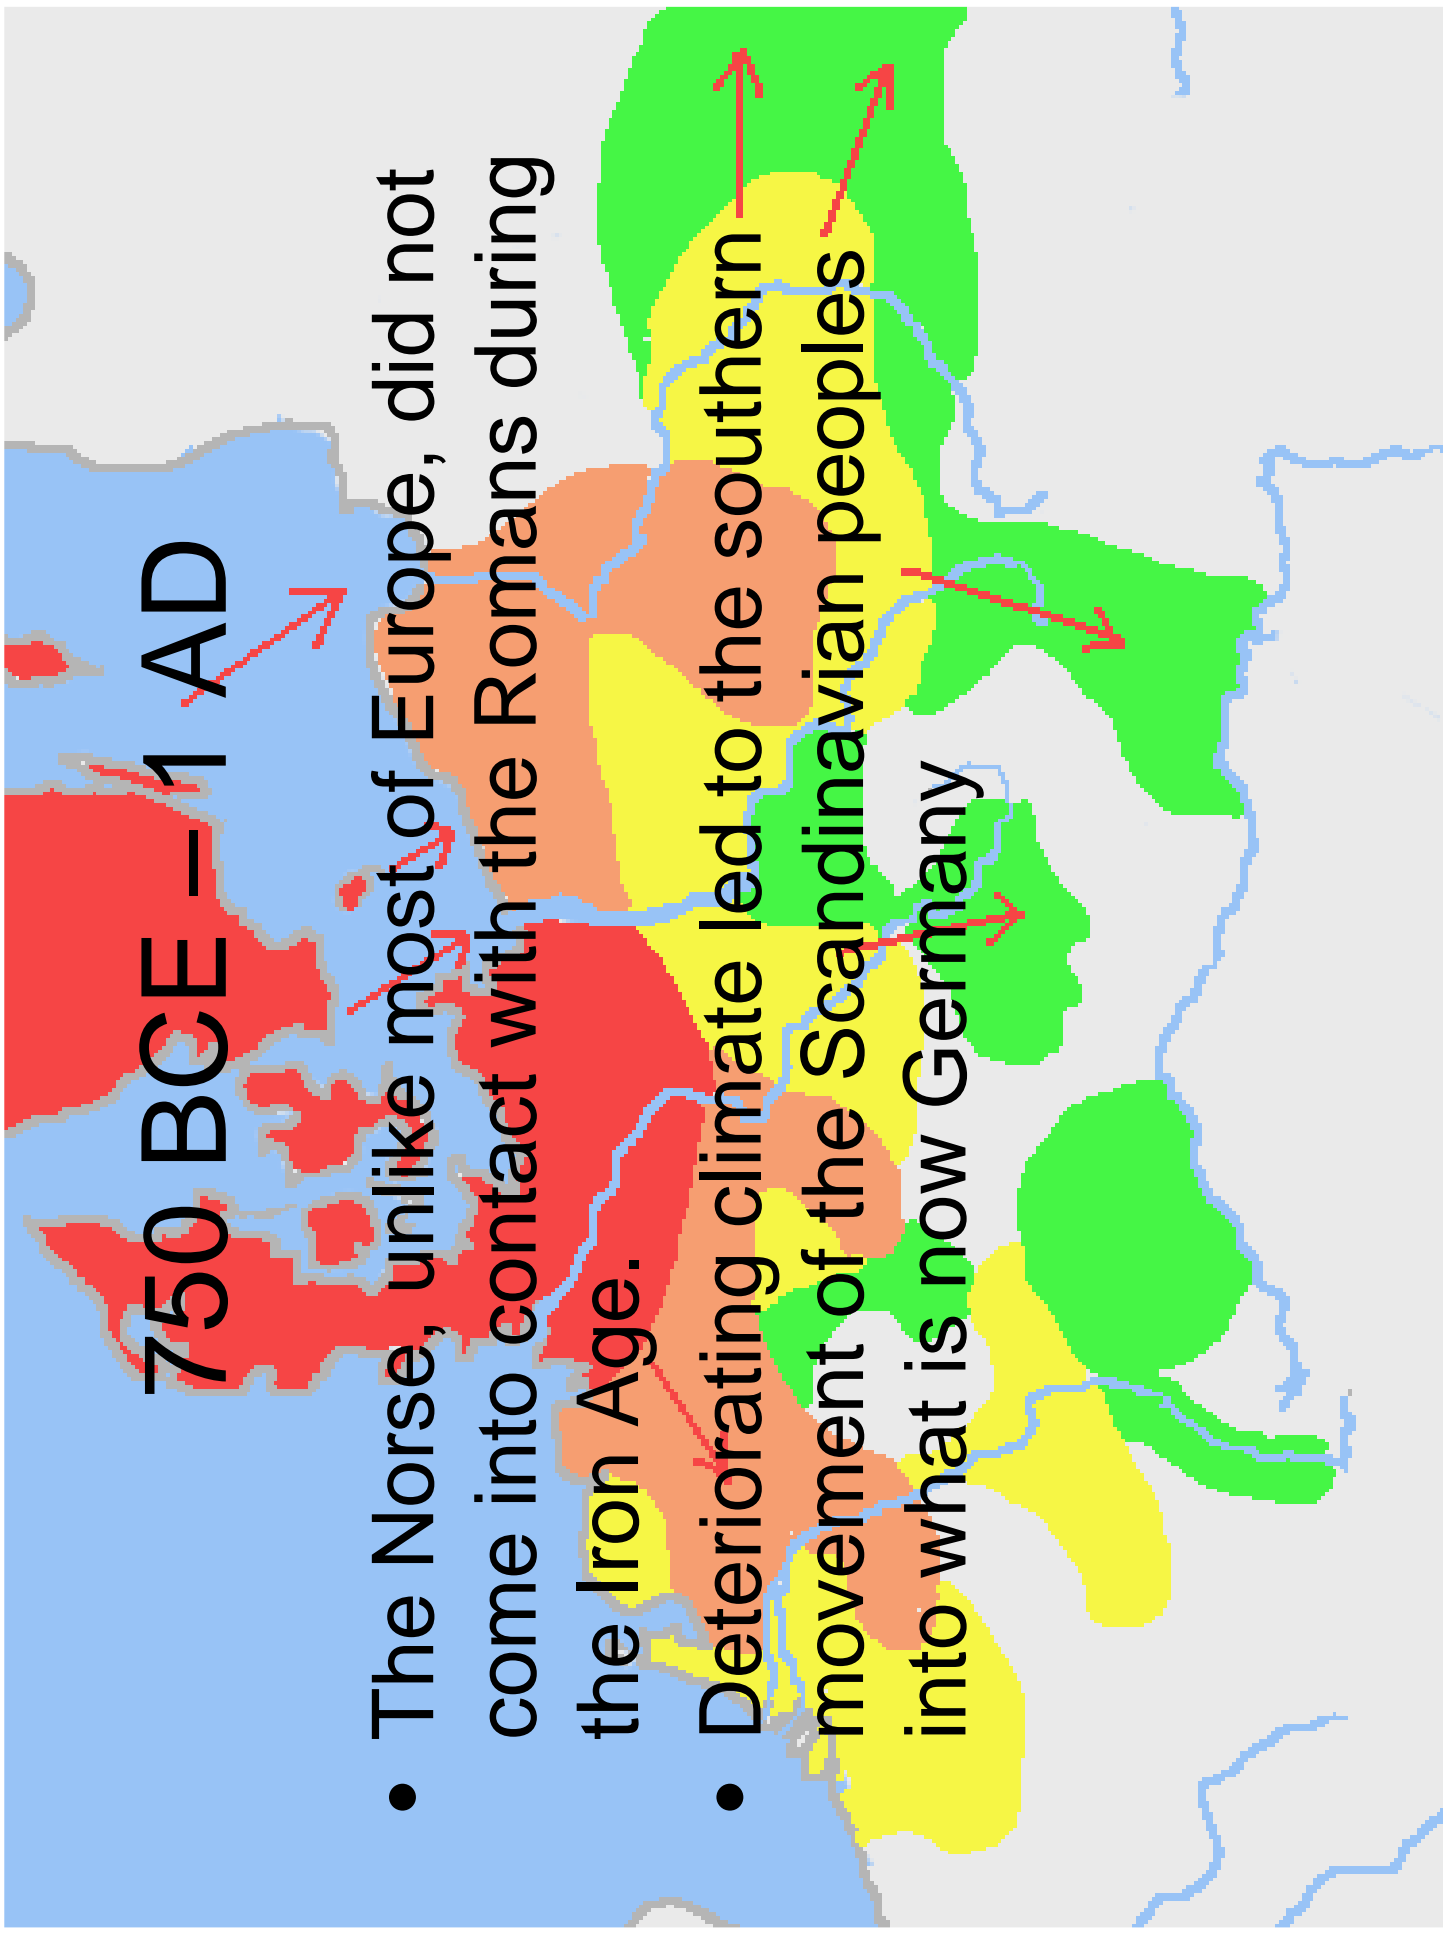 750 BCE – 1 AD
• The Norse, unlike most of Europe, did not
come into contact with the Romans during
the Iron Age.
• Deteriorating climate led to the southern
movement of the Scandinavian peoples
into what is now Germany